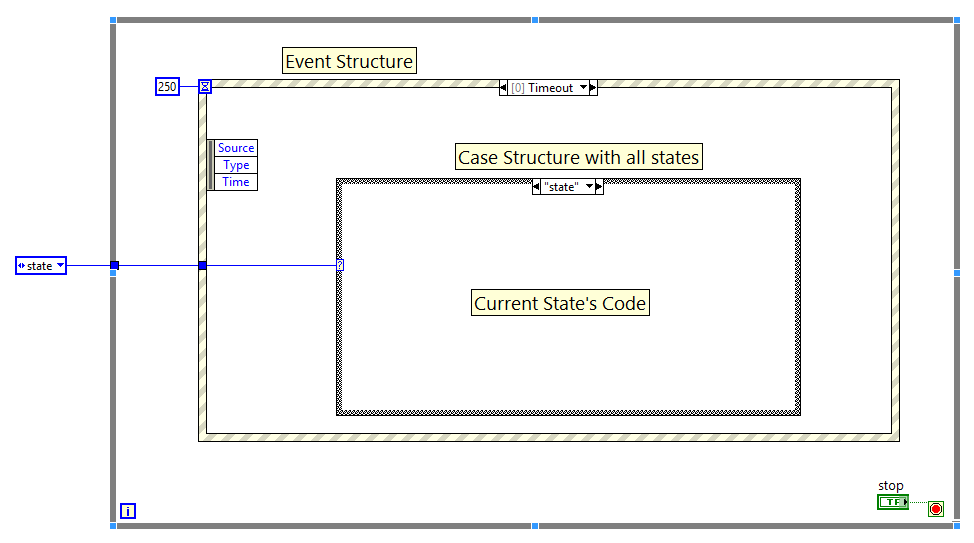 Event Structure
250
[0] Timeout
Source
Type
Time
Case Structure with all states
"state"
state
?
Current State's Code
stop
TF
i